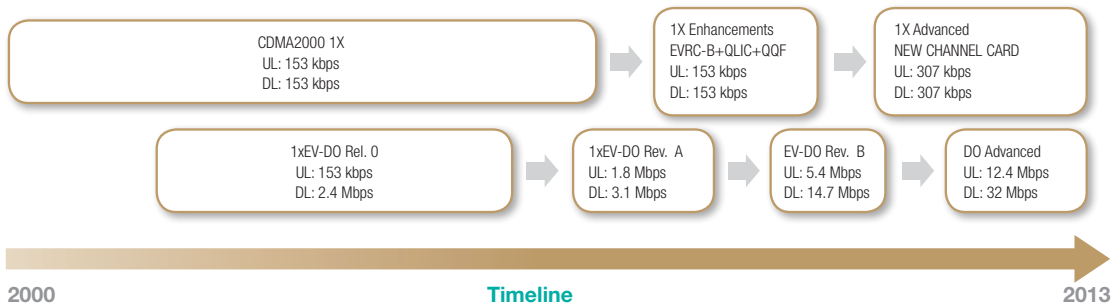 CDMA2000 1X
UL: 153 kbps
DL: 153 kbps
1X Enhancements
EVRC-B+QLIC+QQF
UL: 153 kbps
DL: 153 kbps
1X Advanced
NEW CHANNEL CARD
UL: 307 kbps
DL: 307 kbps
1xEV-DO Rel. 0
UL: 153 kbps
DL: 2.4 Mbps
1xEV-DO Rev. A
UL: 1.8 Mbps
DL: 3.1 Mbps
EV-DO Rev. B
UL: 5.4 Mbps
DL: 14.7 Mbps
DO Advanced
UL: 12.4 Mbps
DL: 32 Mbps
2000
Timeline
2013